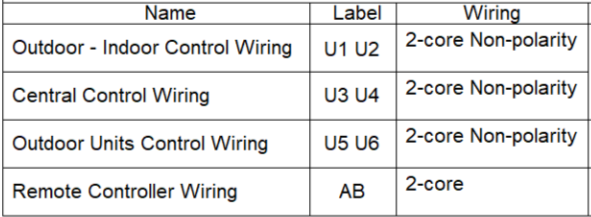 Name Label Wiring
Outdoor - Indoor Control Wiring U1 U2 2-core Non-polarity
Central Control Wiring U3 U4 2-core Non-polarity
Outdoor Units Control Wiring U5 U6 2-core Non-polarity
Remote Controller Wiring AB 2-core